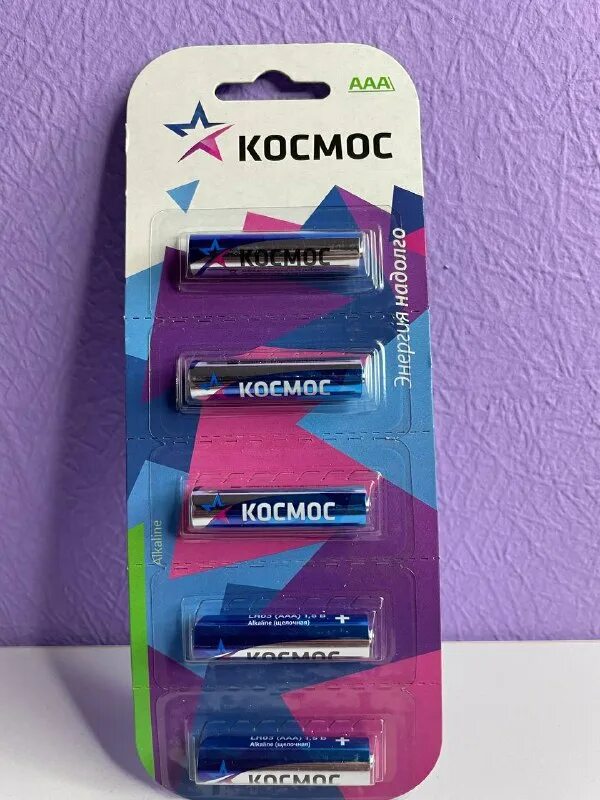 AAA
КОСМОС
Энергия надолго
КОСМОС
КОСМОС
Alkaline
КОСМОС
LR03 (AAA) 1,5 В +
Alkaline (щелочная)
КОСМОС
LR03 (AAA) 1,5 В +
Alkaline (щелочная)
КОСМОС